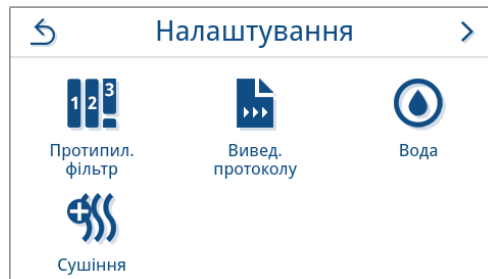 Налаштування
1 2 3
Протипил.
фільтр
Вивед.
протоколу
Вода
Сушіння